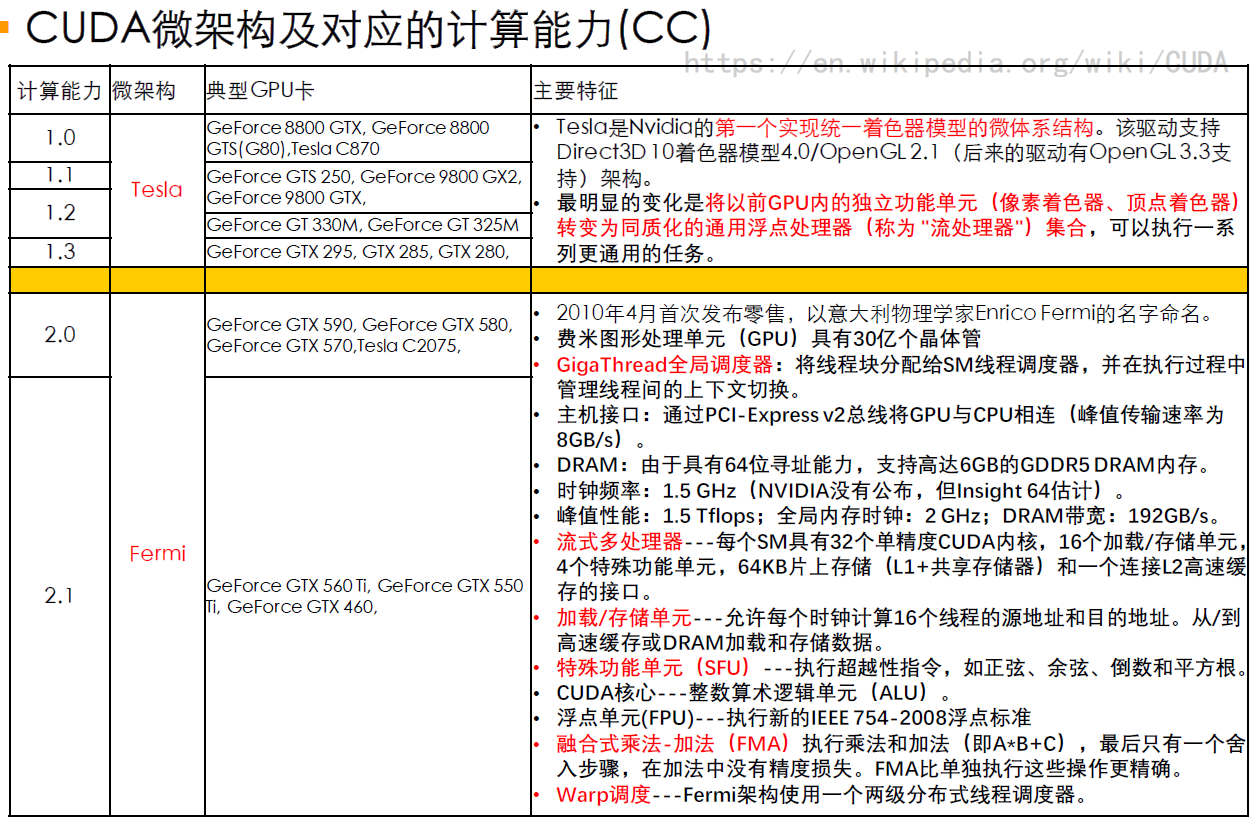 CUDA微架构及对应的计算能力(CC)
https://en.wikipedia.org/wiki/CUDA
计算能力 微架构 典型GPU卡 主要特征
1.0
GeForce 8800 GTX, GeForce 8800
GTS(G80),Tesla C870
1.1
1.2
GeForce GTS 250, GeForce 9800 GX2,
GeForce 9800 GTX,
GeForce GT 330M, GeForce GT 325M
1.3
GeForce GTX 295, GTX 285, GTX 280,
Tesla
• Tesla是Nvidia的第一个实现统一着色器模型的微体系结构。该驱动支持
Direct3D 10着色器模型4.0/OpenGL 2.1（后来的驱动有OpenGL 3.3支
持）架构。
• 最明显的变化是将以前GPU内的独立功能单元（像素着色器、顶点着色器）
转变为同质化的通用浮点处理器（称为 "流处理器"）集合，可以执行一系
列更通用的任务。
2.0
GeForce GTX 590, GeForce GTX 580,
GeForce GTX 570,Tesla C2075,
2.1
Fermi
GeForce GTX 560 Ti, GeForce GTX 550
Ti, GeForce GTX 460,
• 2010年4月首次发布零售，以意大利物理学家Enrico Fermi的名字命名。
• 费米图形处理单元（GPU）具有30亿个晶体管
• GigaThread全局调度器：将线程块分配给SM线程调度器，并在执行过程中
管理线程间的上下文切换。
• 主机接口：通过PCI-Express v2总线将GPU与CPU相连（峰值传输速率为
8GB/s）。
• DRAM：由于具有64位寻址能力，支持高达6GB的GDDR5 DRAM内存。
• 时钟频率：1.5 GHz（NVIDIA没有公布，但Insight 64估计）。
• 峰值性能：1.5 Tflops；全局内存时钟：2 GHz；DRAM带宽：192GB/s。
• 流式多处理器---每个SM具有32个单精度CUDA内核，16个加载/存储单元，
4个特殊功能单元，64KB片上存储（L1+共享存储器）和一个连接L2高速缓
存的接口。
• 加载/存储单元---允许每个时钟计算16个线程的源地址和目的地址。从/到
高速缓存或DRAM加载和存储数据。
• 特殊功能单元（SFU）---执行超越性指令，如正弦、余弦、倒数和平方根。
• CUDA核心---整数算术逻辑单元（ALU）。
• 浮点单元(FPU)---执行新的IEEE 754-2008浮点标准
• 融合式乘法-加法（FMA）执行乘法和加法（即A*B+C），最后只有一个舍
入步骤，在加法中没有精度损失。FMA比单独执行这些操作更精确。
• Warp调度---Fermi架构使用一个两级分布式线程调度器。